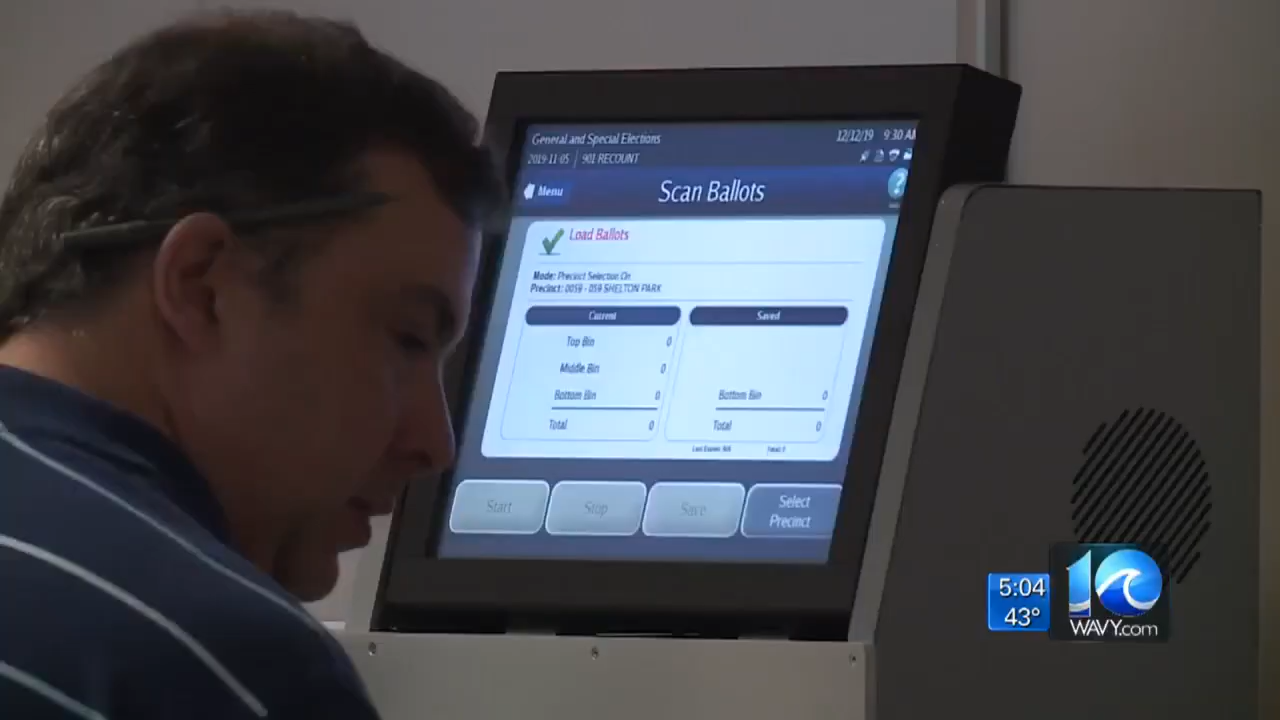 General and Special Elections
12/12/19 9:30 AM
2019-11-05 | 901 RECOUNT
Menu
Scan Ballots
?
Load Ballots
Mode: Precinct Selection On
Precinct: 0059 - 059 SHELTON PARK
Current
Saved
Top Bin 0
Middle Bin 0
Bottom Bin 0
Bottom Bin 0
Total 0
Total 0
Start
Stop
Save
Select
Precinct
5:04
43°
10
WAVY.com